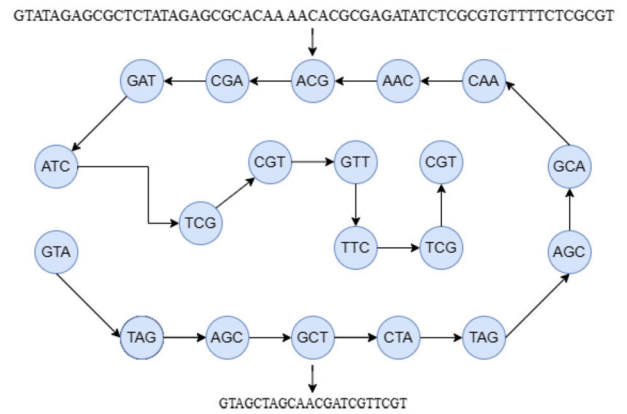 GTATAGAGCGCTCTATAGAGCGCACAA AACACGCGAGATATCTCGCGTGTTTTCTCGCGT
GAT CGA ACG AAC CAA
ATC CGT GTT CGT GCA
TCG
GTA TTC TCG AGC
TAG AGC GCT CTA TAG
GTAGCTAGCAACGATCGTTCGT